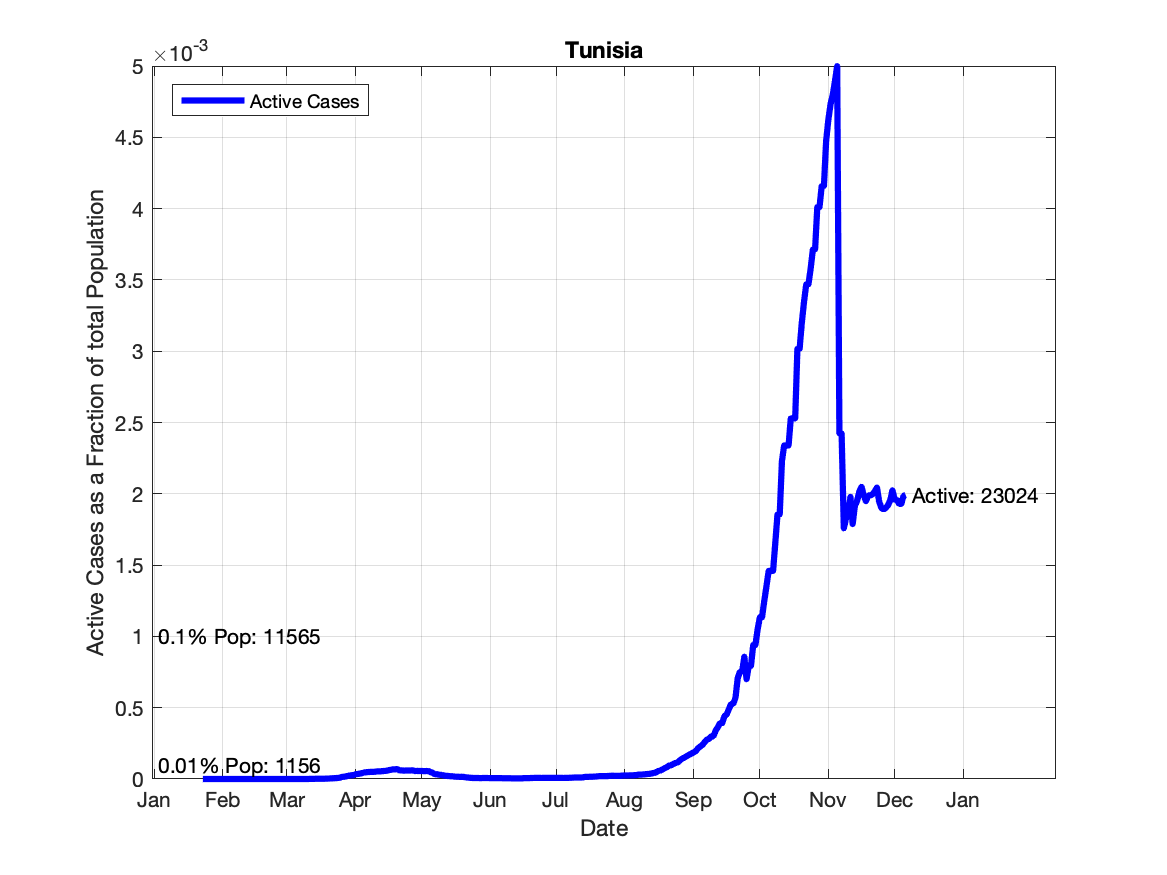 Tunisia
×10-3
5
4.5
4
3.5
3
2.5
2
1.5
1
0.5
0
Active Cases as a Fraction of total Population
Active Cases
Active: 23024
0.1% Pop: 11565
0.01% Pop: 1156
Jan Feb Mar Apr May Jun Jul Aug Sep Oct Nov Dec Jan
Date